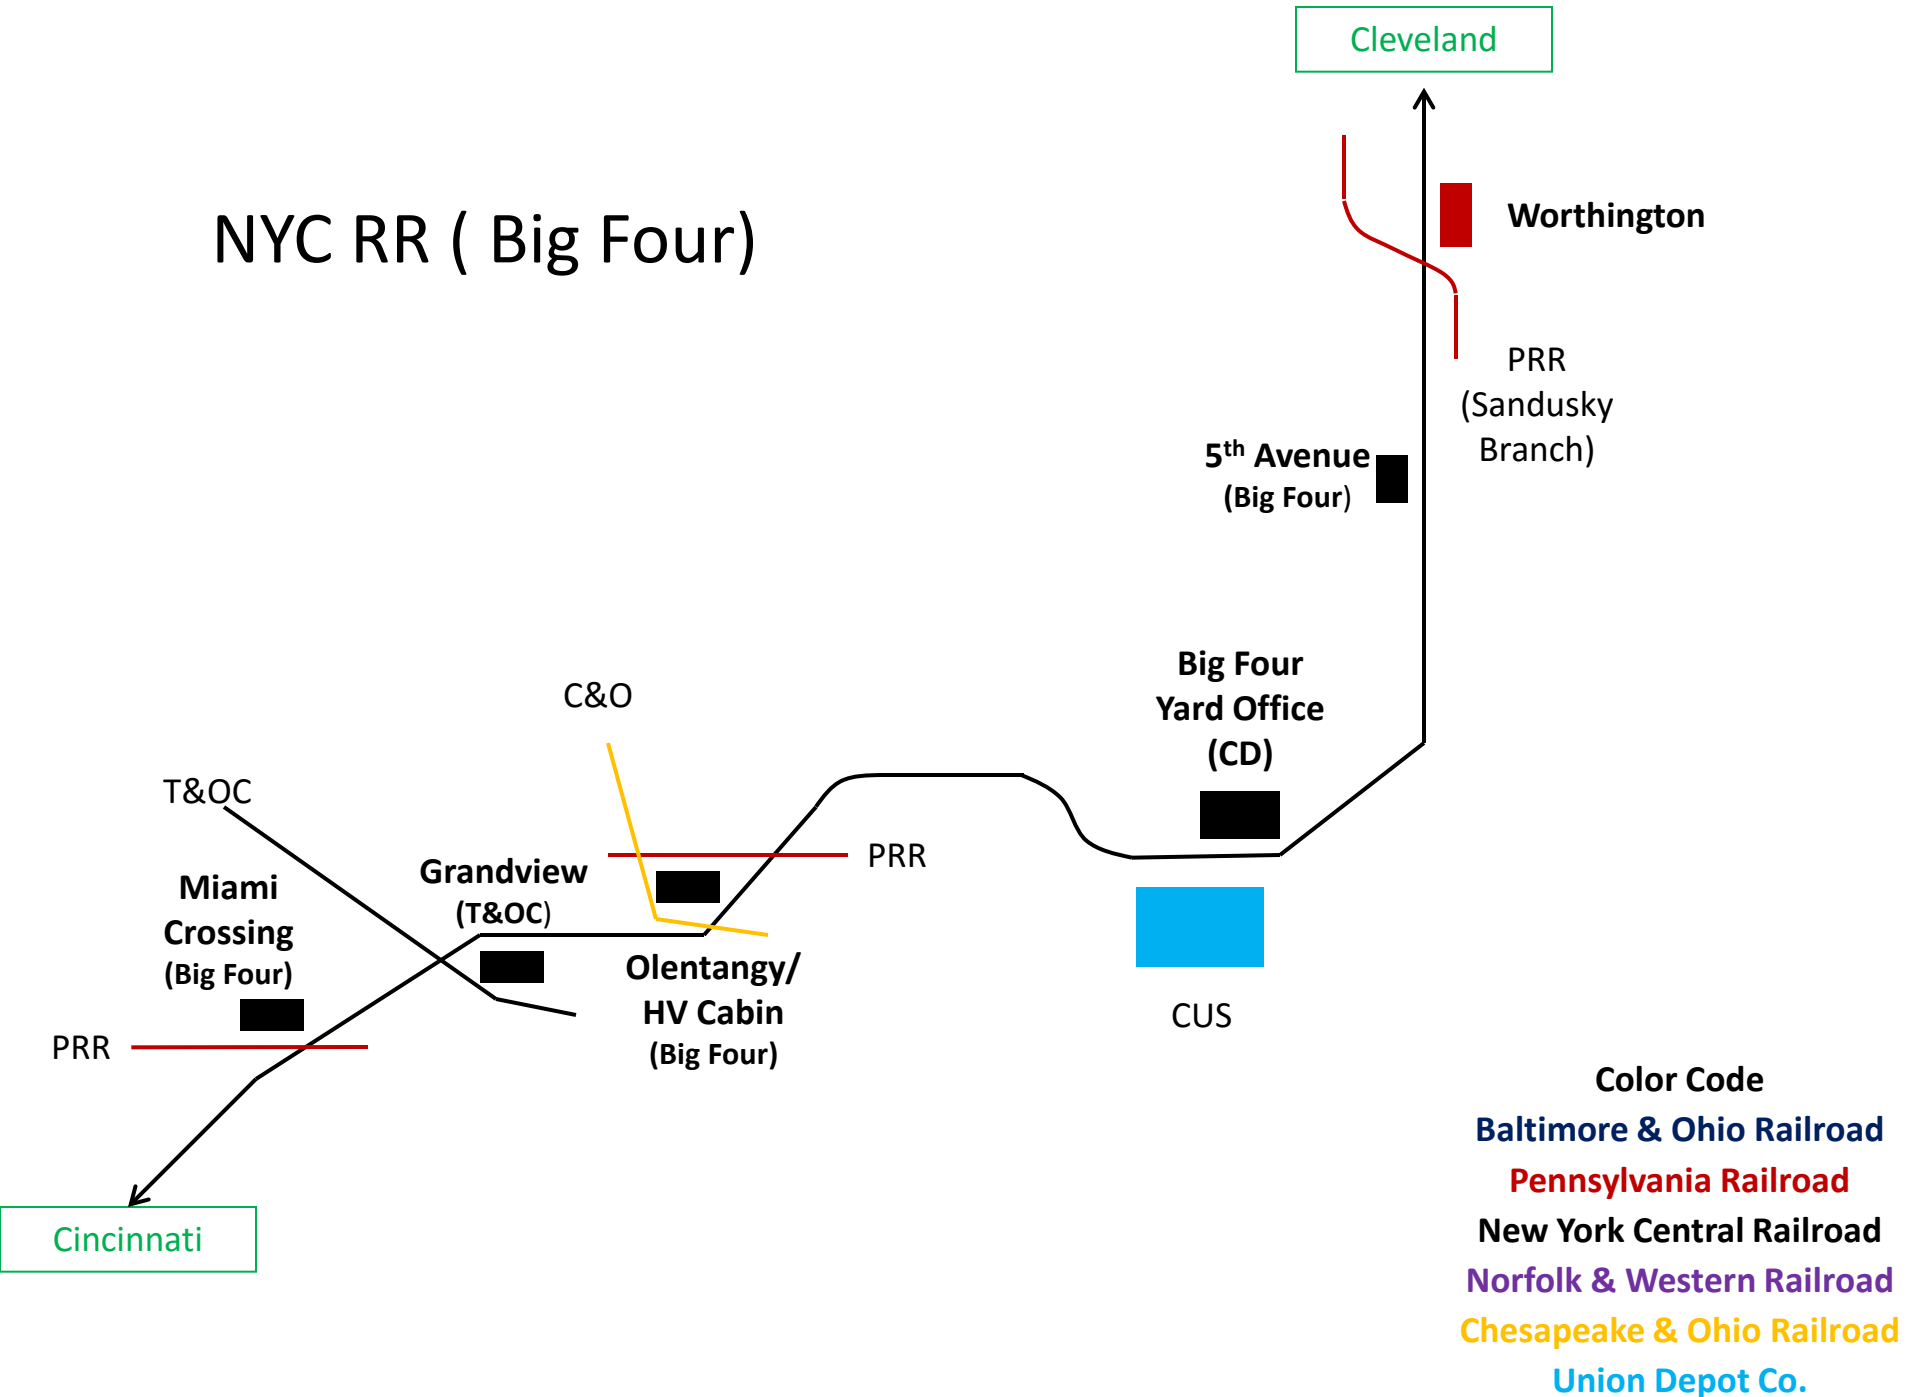 Cleveland
NYC RR ( Big Four)
Worthington
PRR
(Sandusky
Branch)
5th Avenue
(Big Four)
Big Four
Yard Office
(CD)
C&O
T&OC
Grandview
(T&OC)
PRR
Miami
Crossing
(Big Four)
Olentangy/
HV Cabin
(Big Four)
CUS
PRR
Cincinnati
Color Code
Baltimore & Ohio Railroad
Pennsylvania Railroad
New York Central Railroad
Norfolk & Western Railroad
Chesapeake & Ohio Railroad
Union Depot Co.